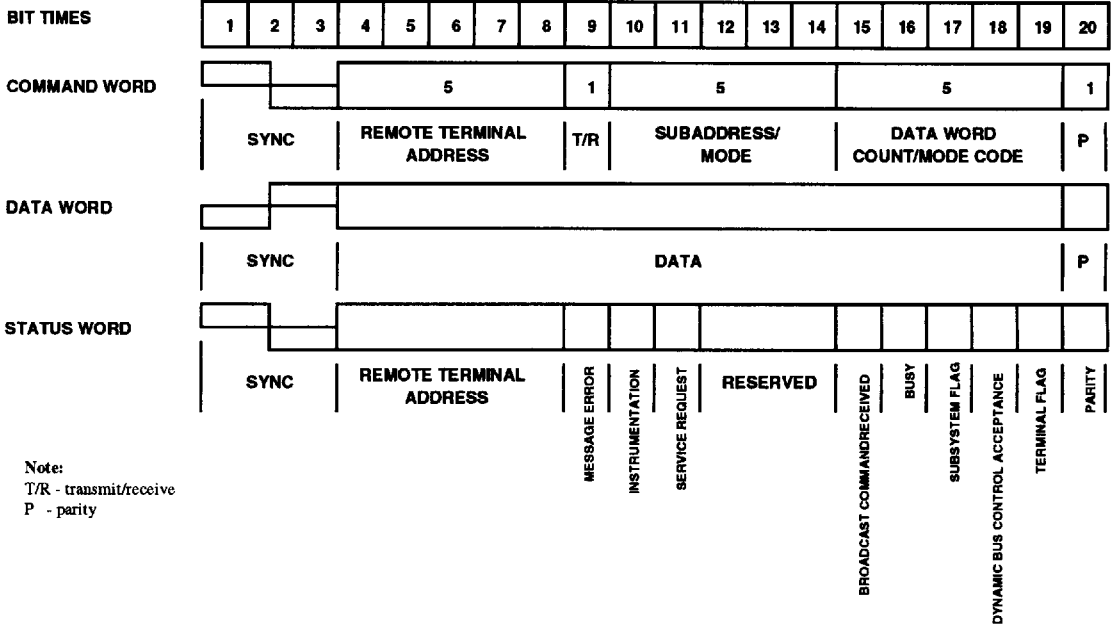 BIT TIMES 1 2 3 4 5 6 7 8 9 10 11 12 13 14 15 16 17 18 19 20
COMMAND WORD 5 1 5 5 1
SYNC REMOTE TERMINAL ADDRESS T/R SUBADDRESS/ MODE DATA WORD COUNT/MODE CODE P
DATA WORD
SYNC DATA P
STATUS WORD
SYNC REMOTE TERMINAL ADDRESS MESSAGE ERROR INSTRUMENTATION SERVICE REQUEST RESERVED BROADCAST COMMANDRECEIVED BUSY SUBSYSTEM FLAG DYNAMIC BUS CONTROL ACCEPTANCE TERMINAL FLAG PARITY
Note:
T/R - transmit/receive
P - parity